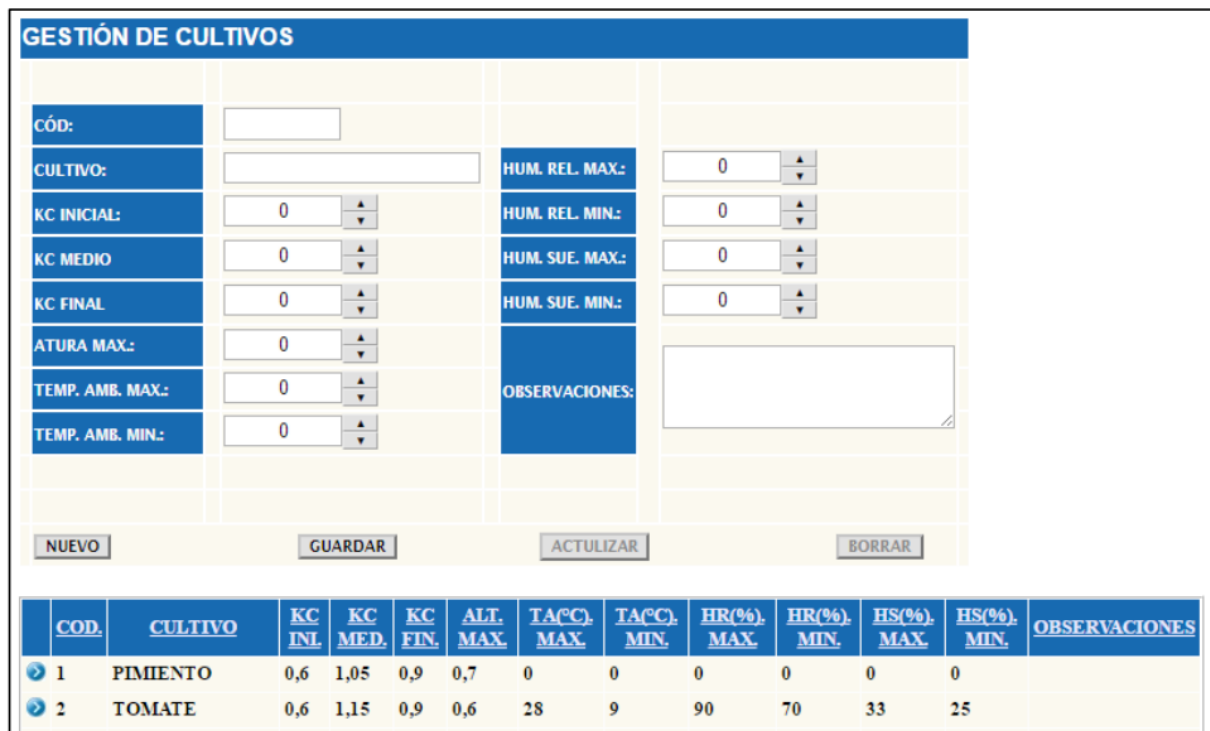 GESTIÓN DE CULTIVOS
CÓD:
CULTIVO: HUM. REL. MAX.: 0
KC INICIAL: 0 HUM. REL. MIN.: 0
KC MEDIO 0 HUM. SUE. MAX.: 0
KC FINAL 0 HUM. SUE. MIN.: 0
ATURA MAX.: 0
TEMP. AMB. MAX.: 0 OBSERVACIONES:
TEMP. AMB. MIN.: 0
NUEVO GUARDAR ACTULIZAR BORRAR
COD. CULTIVO KC INI. KC MED. KC FIN. ALT. MAX. TA(ºC). MAX. TA(ºC). MIN. HR(%). MAX. HR(%). MIN. HS(%). MAX. HS(%). MIN. OBSERVACIONES
1 PIMIENTO 0,6 1,05 0,9 0,7 0 0 0 0 0 0
2 TOMATE 0,6 1,15 0,9 0,6 28 9 90 70 33 25